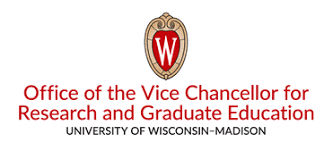 W
Office of the Vice Chancellor for
Research and Graduate Education
UNIVERSITY OF WISCONSIN–MADISON